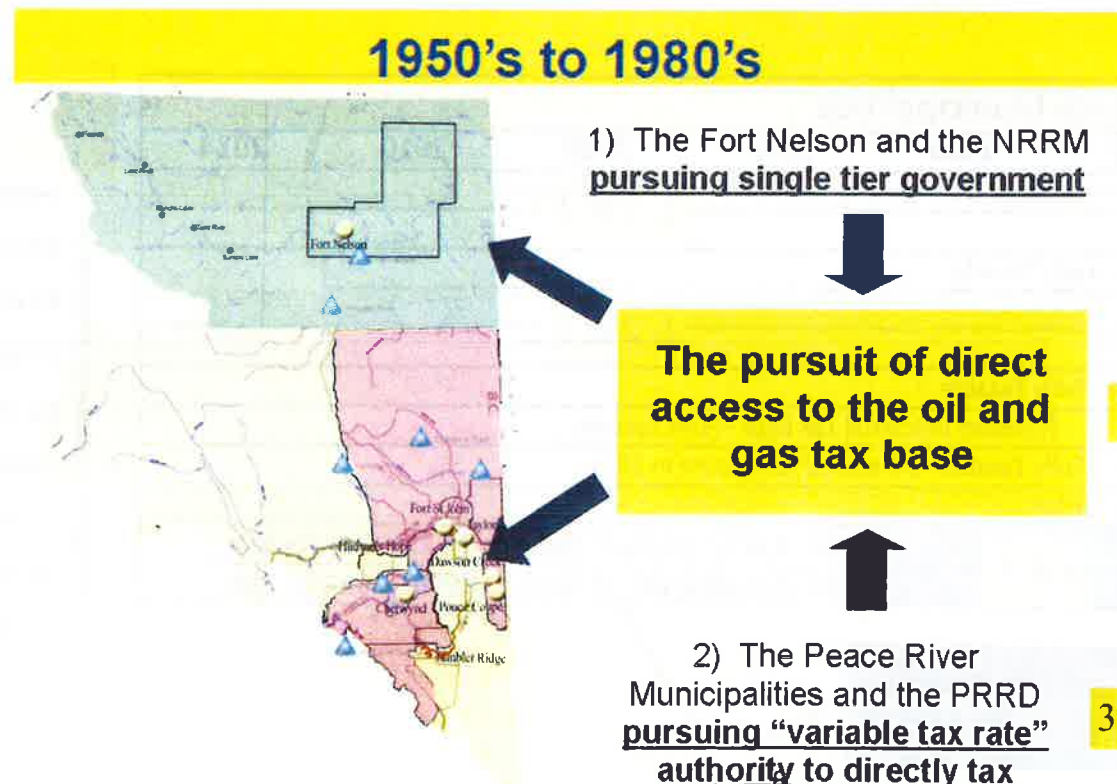 1950's to 1980's
1) The Fort Nelson and the NRRM
pursuing single tier government
Fort Nelson
The pursuit of direct
access to the oil and
gas tax base
Fort St John
Taylor
Hudson's Hope
Dawson Creek
Chetwynd
Pouce Coupe
Tumbler Ridge
2) The Peace River
Municipalities and the PRRD
pursuing "variable tax rate"
authority to directly tax
3